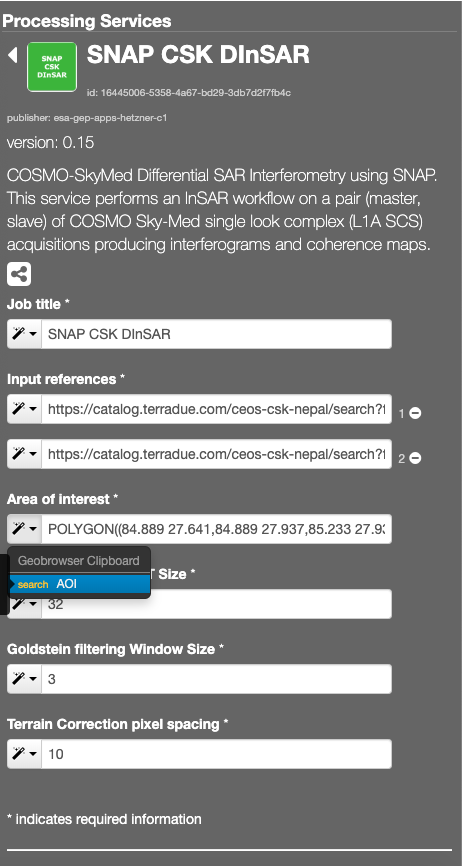 Processing Services
SNAP
CSK
DInSAR
SNAP CSK DInSAR
id: 16445006-5358-4a67-bd29-3db7d2f7fb4c
publisher: esa-gep-apps-hetzner-c1
version: 0.15
COSMO-SkyMed Differential SAR Interferometry using SNAP.
This service performs an InSAR workflow on a pair (master,
slave) of COSMO Sky-Med single look complex (L1A SCS)
acquisitions producing interferograms and coherence maps.
Job title *
SNAP CSK DInSAR
Input references *
https://catalog.terradue.com/ceos-csk-nepal/search?f
1
https://catalog.terradue.com/ceos-csk-nepal/search?f
2
Area of interest *
POLYGON((84.889 27.641,84.889 27.937,85.233 27.93
Geobrowser Clipboard
search AOI
T Size *
32
Goldstein filtering Window Size *
3
Terrain Correction pixel spacing *
10
* indicates required information